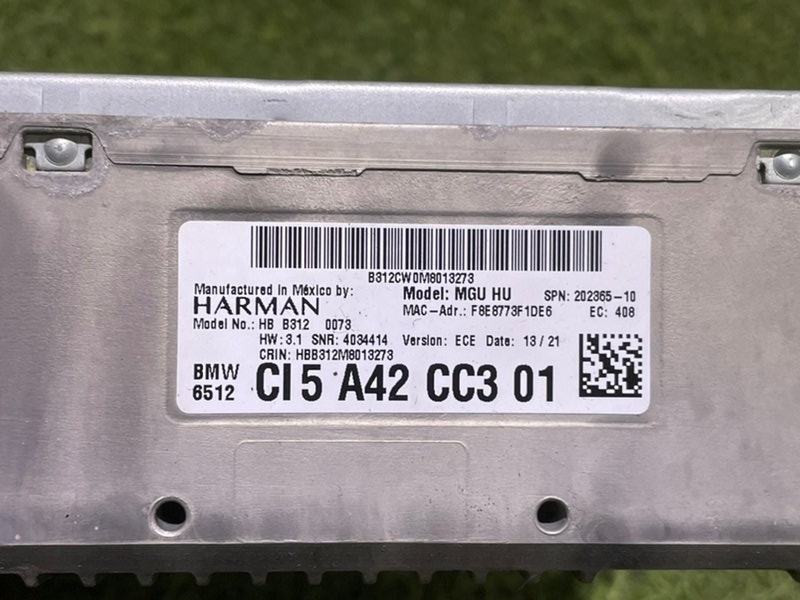 B312CW0M8013273
Manufactured in México by: Model: MGU HU SPN: 202365-10
HARMAN MAC-Adr.: F8E8773F1DE6 EC: 408
Model No.: HB B312 0073
HW: 3.1 SNR: 4034414 Version: ECE Date: 13/21
CRIN: HBB312M8013273
BMW
6512 CI5 A42 CC3 01